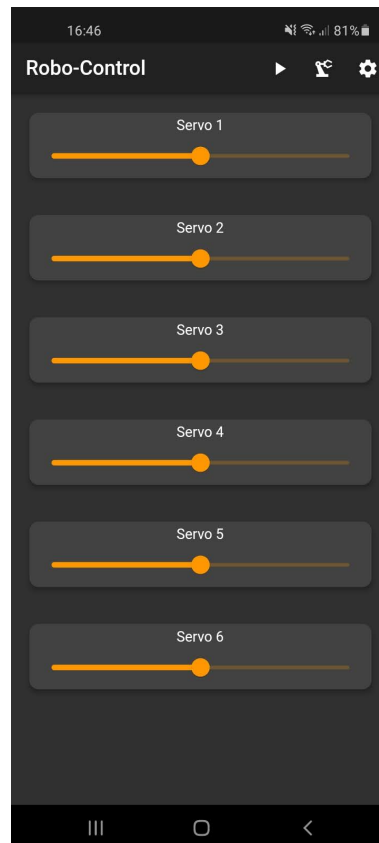 16:46
81%
Robo-Control
Servo 1
Servo 2
Servo 3
Servo 4
Servo 5
Servo 6